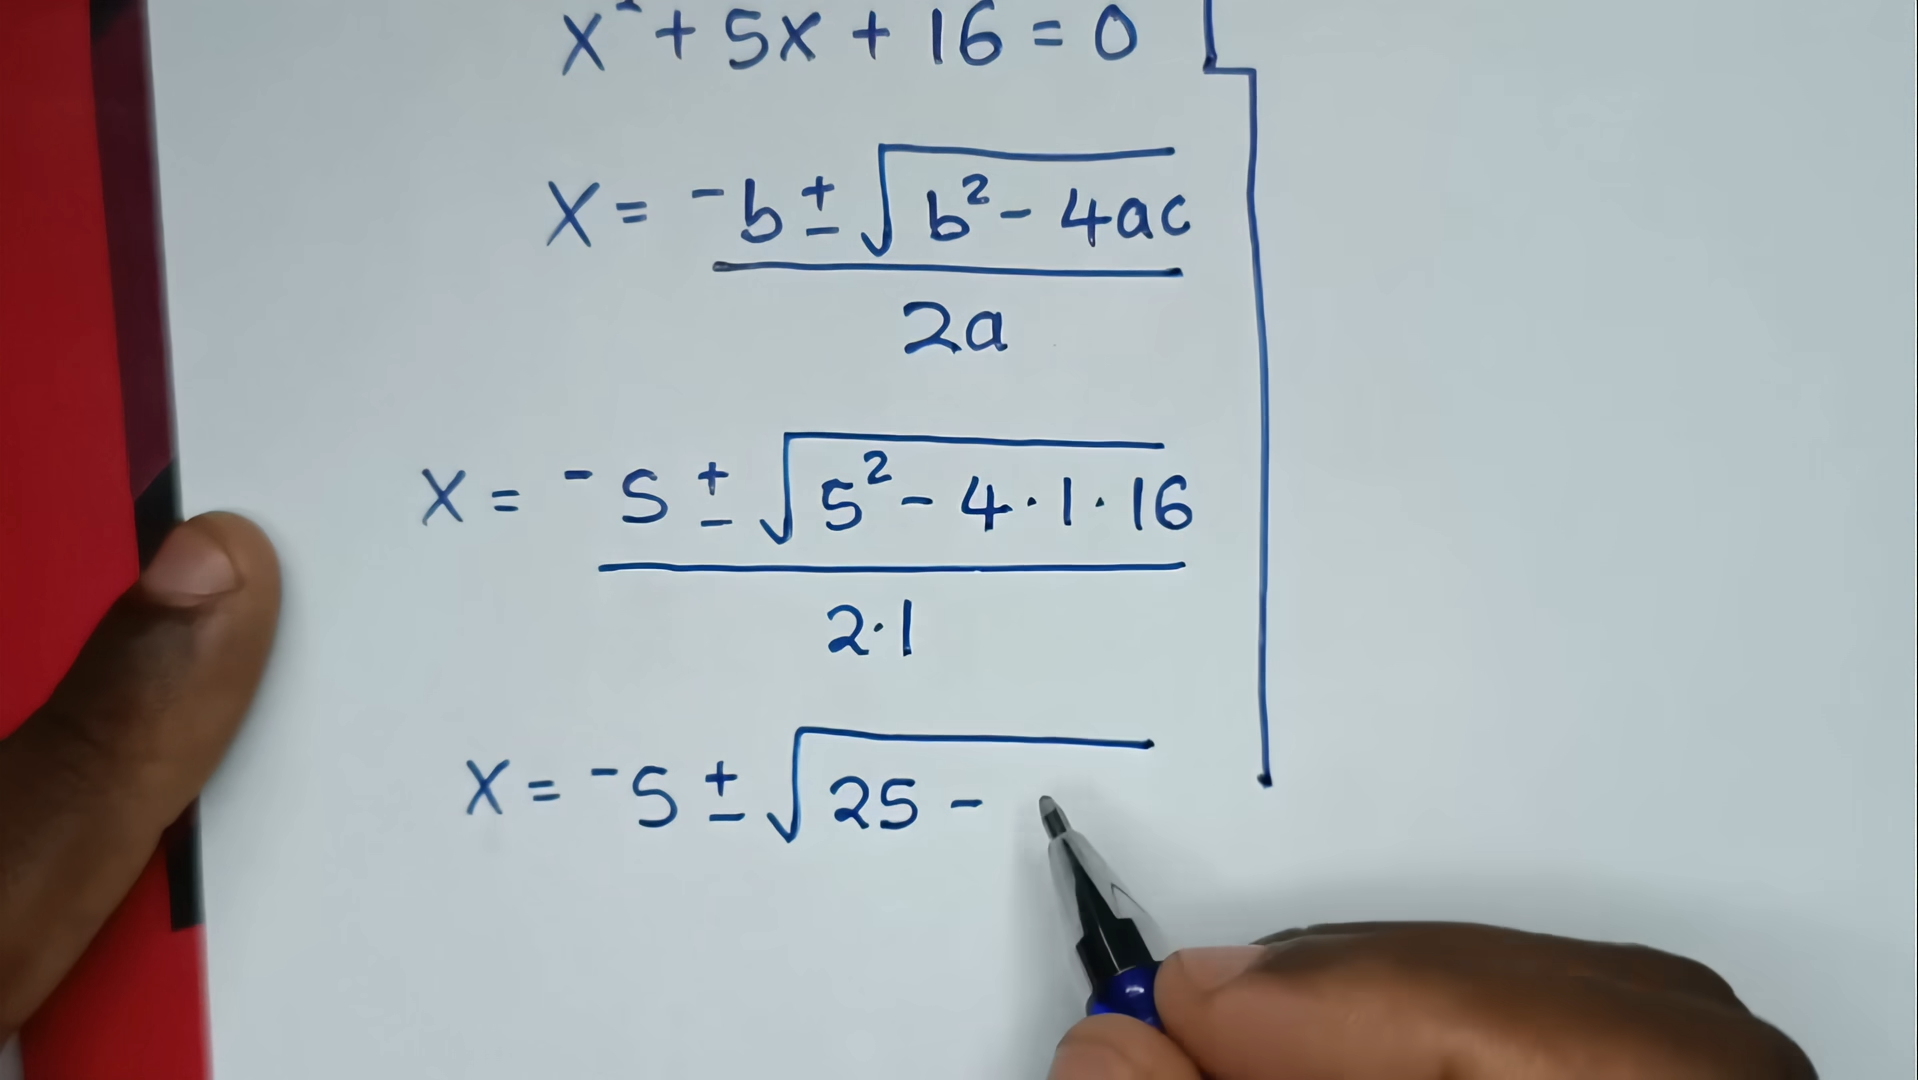 x² + 5x + 16 = 0
x = -b ± √b² - 4ac
2a
x = -5 ± √5² - 4·1·16
2·1
x = -5 ± √25 -